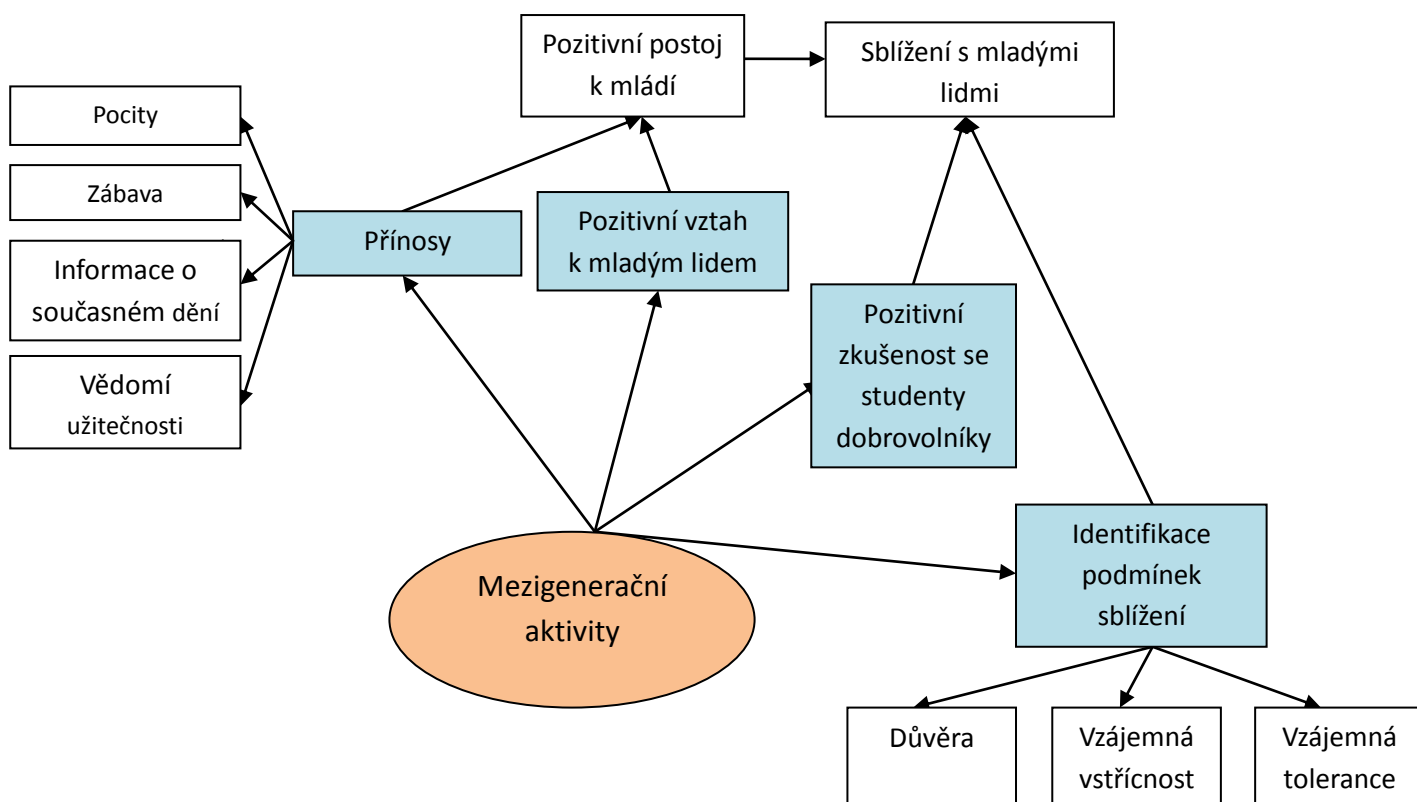 Pozitivní postoj
k mládí
Sblížení s mladými
lidmi
Pocity
Zábava
Informace o
současném dění
Vědomí
užitečnosti
Přínosy
Pozitivní vztah
k mladým lidem
Pozitivní
zkušenost se
studenty
dobrovolníky
Mezigenerační
aktivity
Identifikace
podmínek
sblížení
Důvěra
Vzájemná
vstřícnost
Vzájemná
tolerance